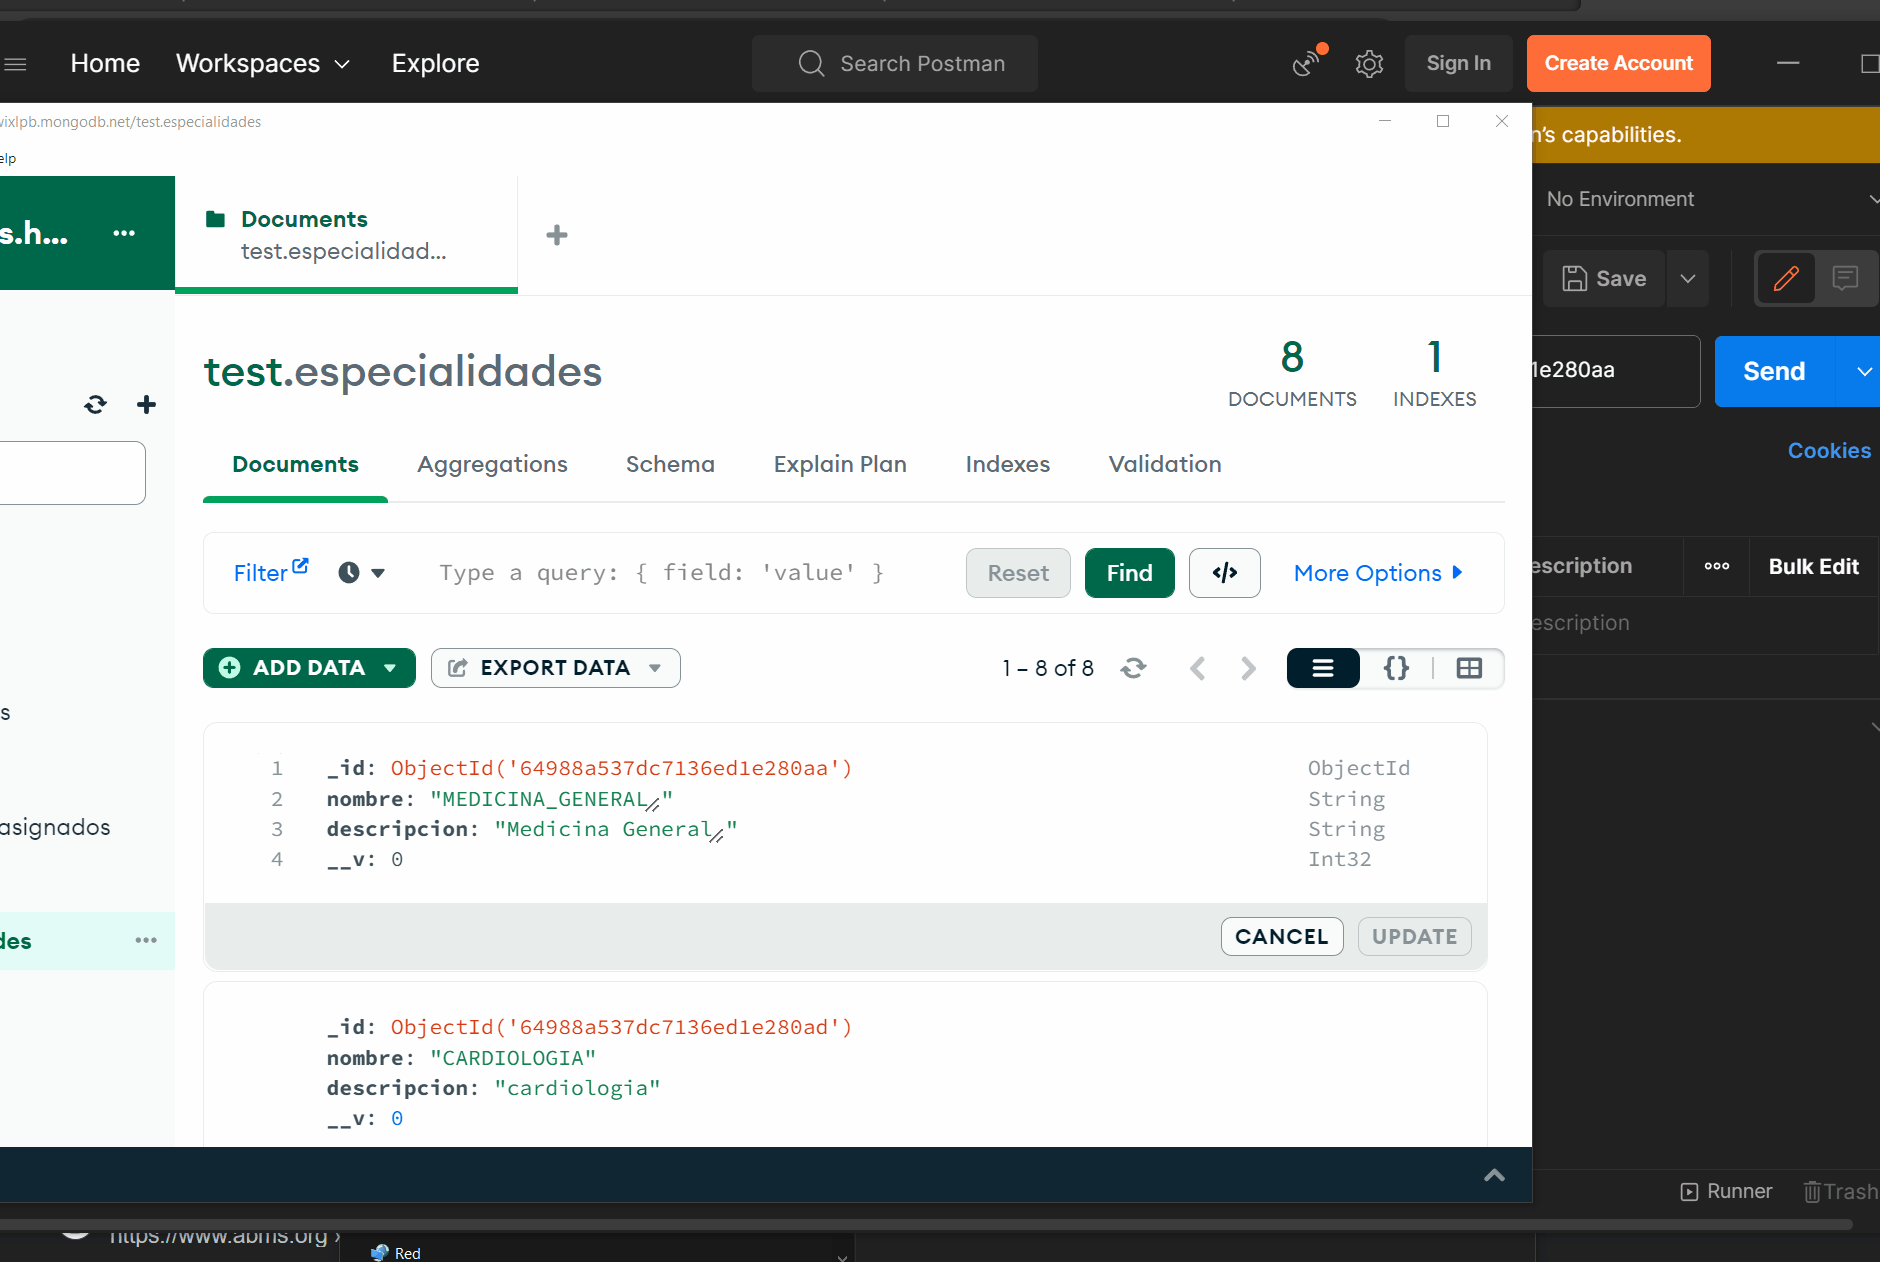 Home Workspaces Explore Search Postman Sign In Create Account
wixlpb.mongodb.net/test.especialidades
elp
n's capabilities.
s.h... ...
Documents
test.especialidad...
No Environment
Save
test.especialidades
8
DOCUMENTS
1
INDEXES
1e280aa
Send
Cookies
Documents Aggregations Schema Explain Plan Indexes Validation
Filter Type a query: { field: 'value' } Reset Find </> More Options
escription ooo Bulk Edit
escription
ADD DATA EXPORT DATA 1 – 8 of 8 {}
s
asignados
des ...
1 _id: ObjectId('64988a537dc7136ed1e280aa') ObjectId
2 nombre: "MEDICINA_GENERAL" String
3 descripcion: "Medicina General" String
4 __v: 0 Int32
CANCEL UPDATE
_id: ObjectId('64988a537dc7136ed1e280ad')
nombre: "CARDIOLOGIA"
descripcion: "cardiologia"
__v: 0
Runner Trash
https://www.abms.org ›
Red